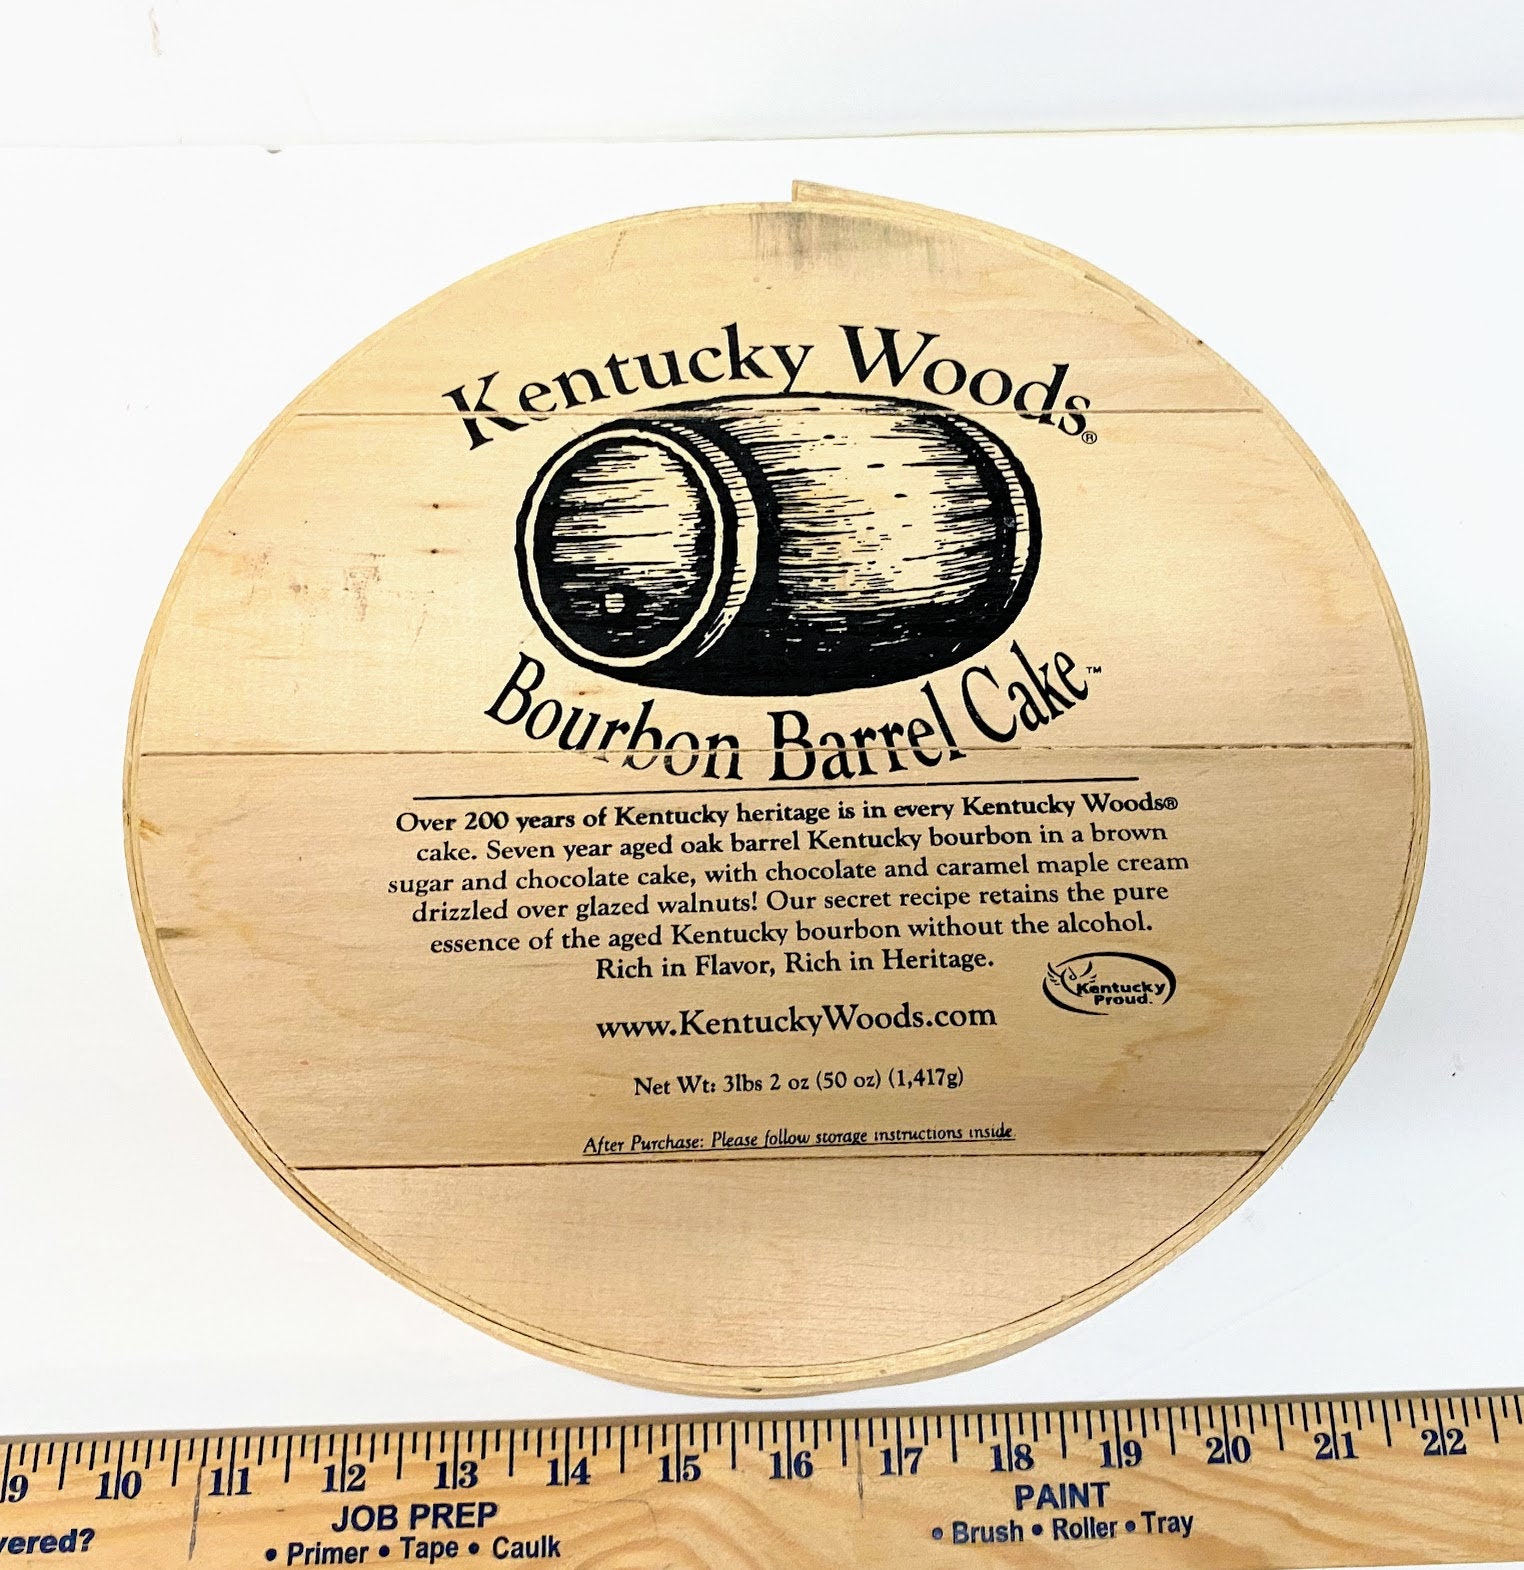 Kentucky Woods®
Bourbon Barrel Cake™
Over 200 years of Kentucky heritage is in every Kentucky Woods®
cake. Seven year aged oak barrel Kentucky bourbon in a brown
sugar and chocolate cake, with chocolate and caramel maple cream
drizzled over glazed walnuts! Our secret recipe retains the pure
essence of the aged Kentucky bourbon without the alcohol.
Rich in Flavor, Rich in Heritage.
Kentucky
Proud.
www.KentuckyWoods.com
Net Wt: 3lbs 2 oz (50 oz) (1,417g)
After Purchase: Please follow storage instructions inside.
9 10 11 12 13 14 15 16 17 18 19 20 21 22
JOB PREP
• Primer • Tape • Caulk
PAINT
• Brush • Roller • Tray